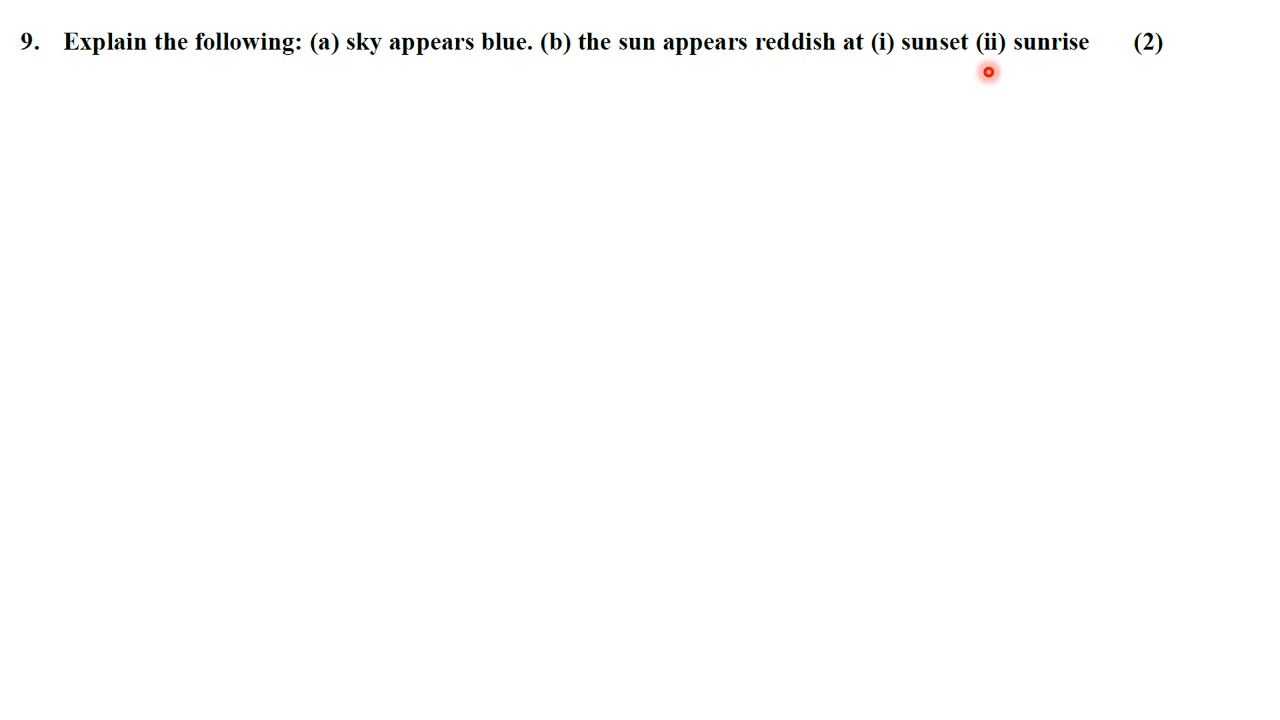 9. Explain the following: (a) sky appears blue. (b) the sun appears reddish at (i) sunset (ii) sunrise (2)